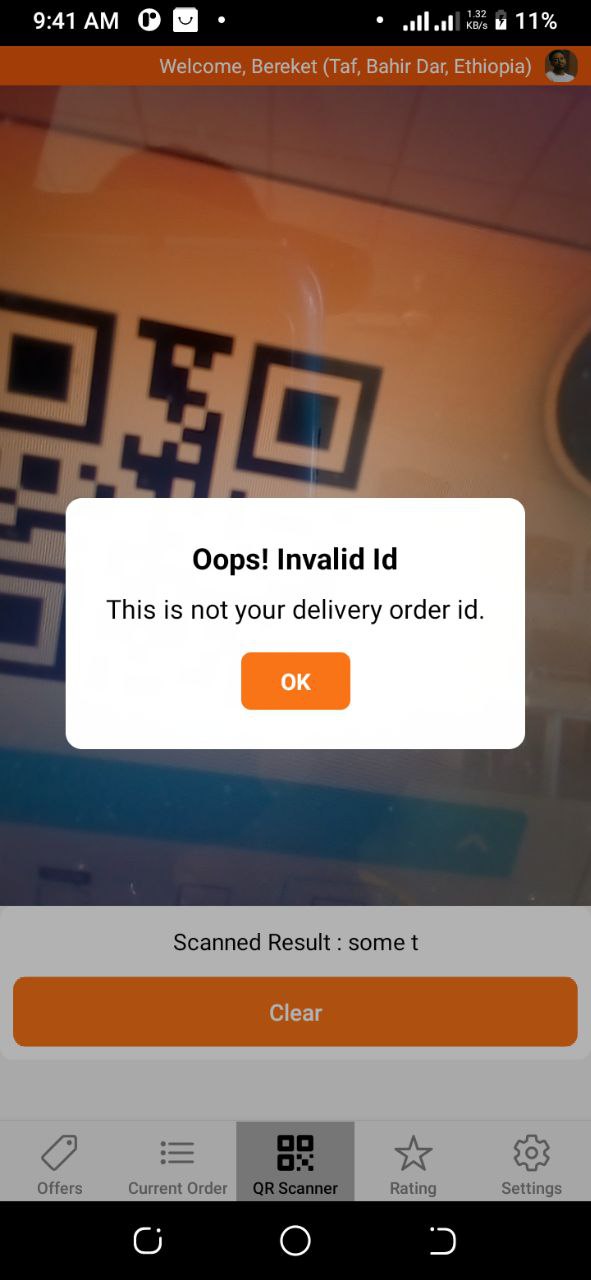 9:41 AM
1.32
KB/s
11%
Welcome, Bereket (Taf, Bahir Dar, Ethiopia)
Oops! Invalid Id
This is not your delivery order id.
OK
Scanned Result : some t
Clear
Offers
Current Order
QR Scanner
Rating
Settings